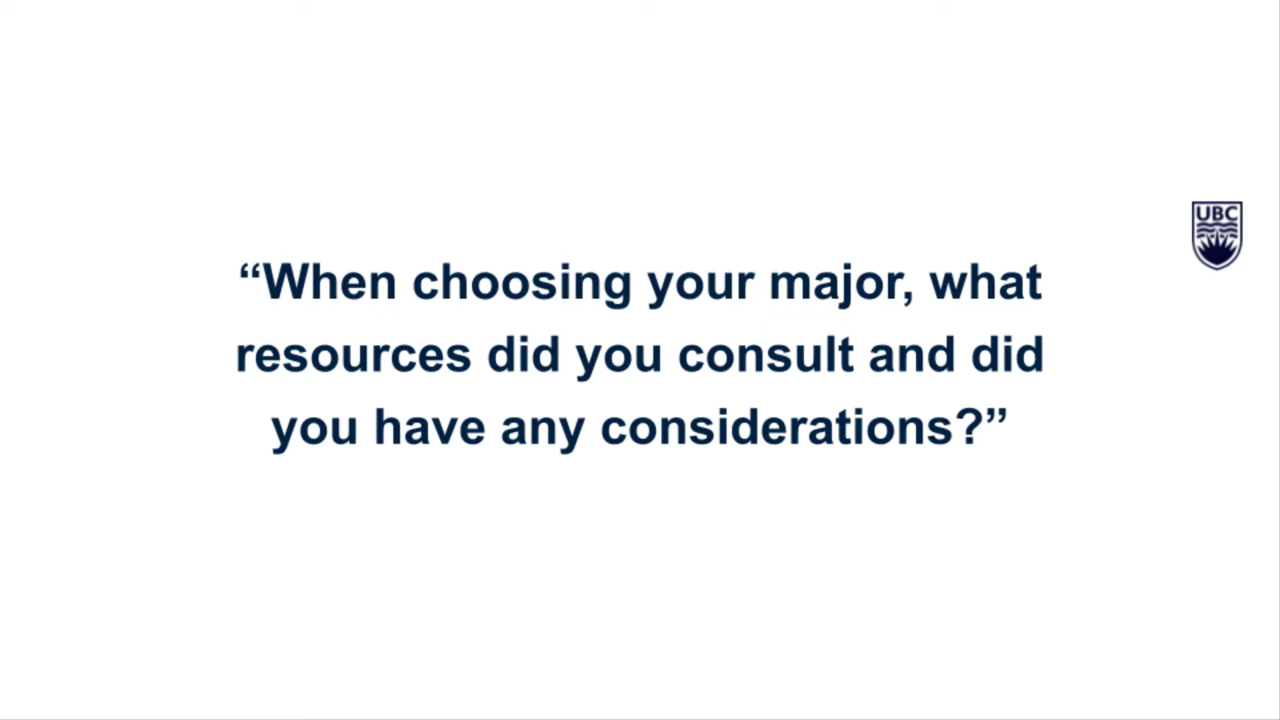 UBC
“When choosing your major, what
resources did you consult and did
you have any considerations?”